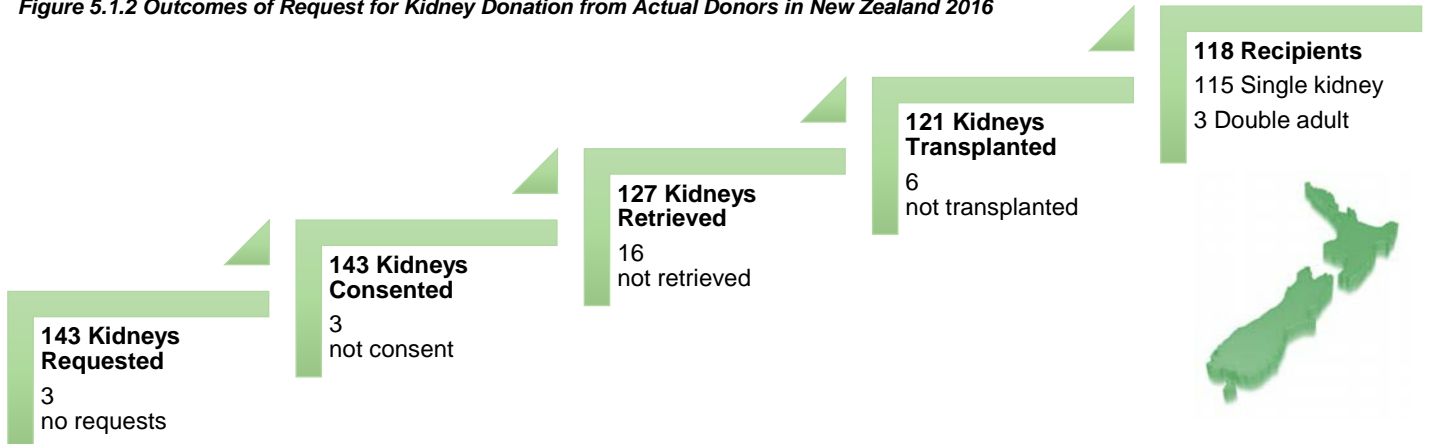 Figure 5.1.2 Outcomes of Request for Kidney Donation from Actual Donors in New Zealand 2016
143 Kidneys
Requested
3
no requests
143 Kidneys
Consented
3
not consent
127 Kidneys
Retrieved
16
not retrieved
121 Kidneys
Transplanted
6
not transplanted
118 Recipients
115 Single kidney
3 Double adult